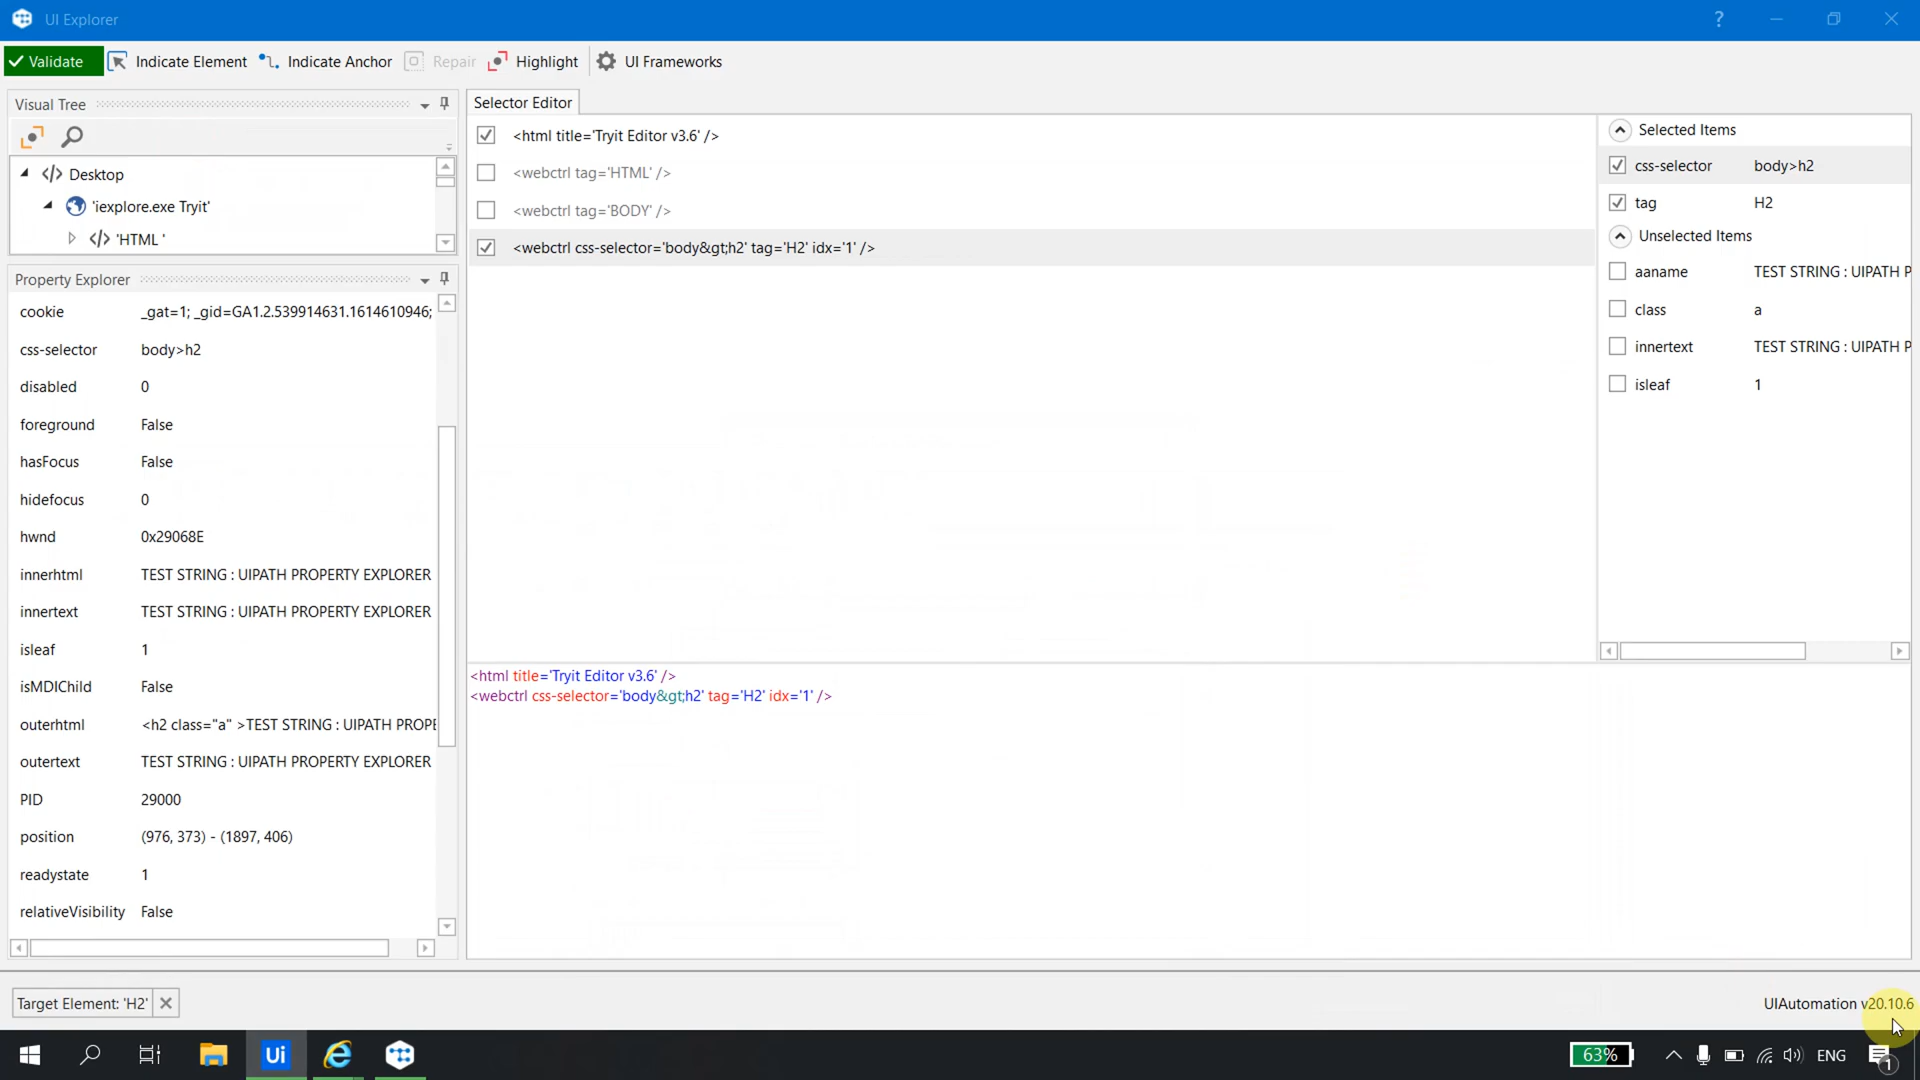 UI Explorer
?
Validate
Indicate Element
Indicate Anchor
Repair
Highlight
UI Frameworks
Visual Tree
Desktop
'iexplore.exe Tryit'
'HTML '
Property Explorer
cookie _gat=1; _gid=GA1.2.539914631.1614610946;
css-selector body>h2
disabled 0
foreground False
hasFocus False
hidefocus 0
hwnd 0x29068E
innerhtml TEST STRING : UIPATH PROPERTY EXPLORER
innertext TEST STRING : UIPATH PROPERTY EXPLORER
isleaf 1
isMDIChild False
outerhtml <h2 class="a" >TEST STRING : UIPATH PROPE
outertext TEST STRING : UIPATH PROPERTY EXPLORER
PID 29000
position (976, 373) - (1897, 406)
readystate 1
relativeVisibility False
Selector Editor
<html title='Tryit Editor v3.6' />
<webctrl tag='HTML' />
<webctrl tag='BODY' />
<webctrl css-selector='body&gt;h2' tag='H2' idx='1' />
Selected Items
css-selector body>h2
tag H2
Unselected Items
aaname TEST STRING : UIPATH P
class a
innertext TEST STRING : UIPATH P
isleaf 1
<html title='Tryit Editor v3.6' />
<webctrl css-selector='body&gt;h2' tag='H2' idx='1' />
Target Element: 'H2'
UIAutomation v20.10.6
Ui
63%
ENG
1